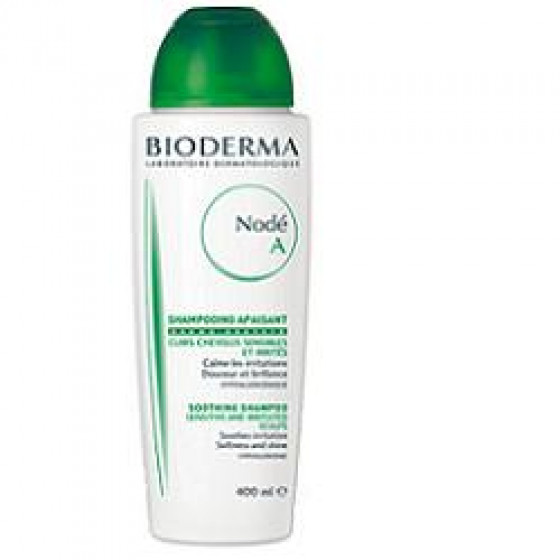 BIODERMA
LABORATOIRE DERMATOLOGIQUE
Nodé
A
SHAMPOOING APAISANT
CUIRS CHEVELUS SENSIBLES
ET IRRITÉS
Calme les irritations
Douceur et brillance
SOOTHING SHAMPOO
SENSITIVE AND IRRITATED
SCALPS
Soothes irritation
Softness and shine
400 ml ℮